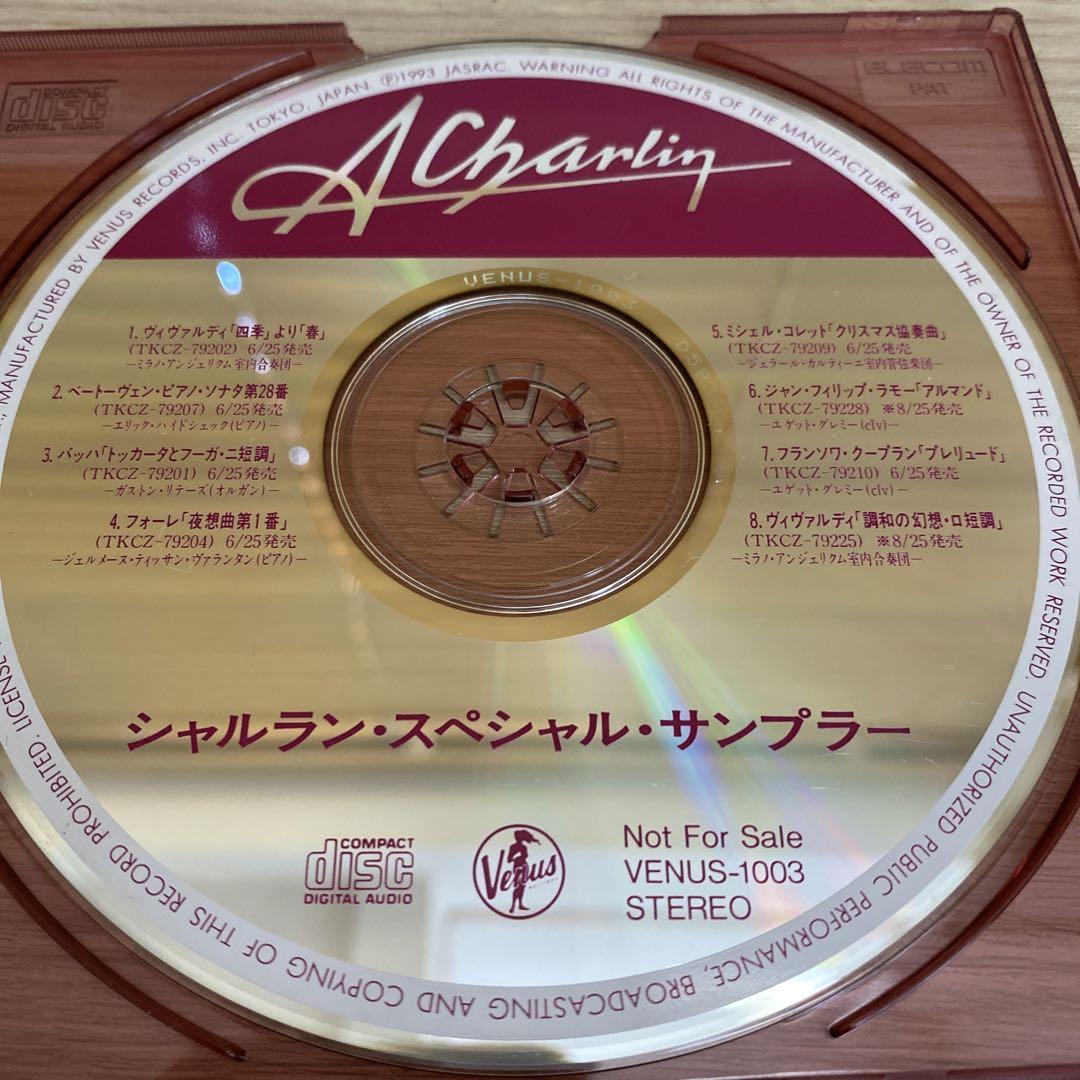 COMPACT
disc
DIGITAL AUDIO
ELECOM
PAT
MANUFACTURED BY VENUS RECORDS, INC. TOKYO, JAPAN. ℗1993 JASRAC. WARNING ALL RIGHTS OF THE MANUFACTURER AND OF THE OWNER OF THE RECORDED WORK RESERVED. UNAUTHORIZED PUBLIC PERFORMANCE, BROADCASTING AND COPYING OF THIS RECORD PROHIBITED. LICENSE
A Charlin
VENUS-1003
1. ヴィヴァルディ「四季」より「春」
(TKCZ-79202) 6/25発売
—ミラノ・アンジェリクム室内合奏団—
2. ベートーヴェン・ピアノ・ソナタ第28番
(TKCZ-79207) 6/25発売
—エリック・ハイドシェック(ピアノ)—
3. バッハ「トッカータとフーガ・ニ短調」
(TKCZ-79201) 6/25発売
—ガストン・リテーズ(オルガン)—
4. フォーレ「夜想曲第1番」
(TKCZ-79204) 6/25発売
—ジェルメーヌ・ティッサン・ヴァランタン(ピアノ)—
5. ミシェル・コレット「クリスマス協奏曲」
(TKCZ-79209) 6/25発売
—ジェラール・カルティーニ室内管弦楽団—
6. ジャン・フィリップ・ラモー「アルマンド」
(TKCZ-79228) ※8/25発売
—ユゲット・グレミー(clv)—
7. フランソワ・クープラン「プレリュード」
(TKCZ-79210) 6/25発売
—ユゲット・グレミー(clv)—
8. ヴィヴァルディ「調和の幻想・ロ短調」
(TKCZ-79225) ※8/25発売
—ミラノ・アンジェリクム室内合奏団—
シャルラン・スペシャル・サンプラー
COMPACT
disc
DIGITAL AUDIO
Venus
Not For Sale
VENUS-1003
STEREO